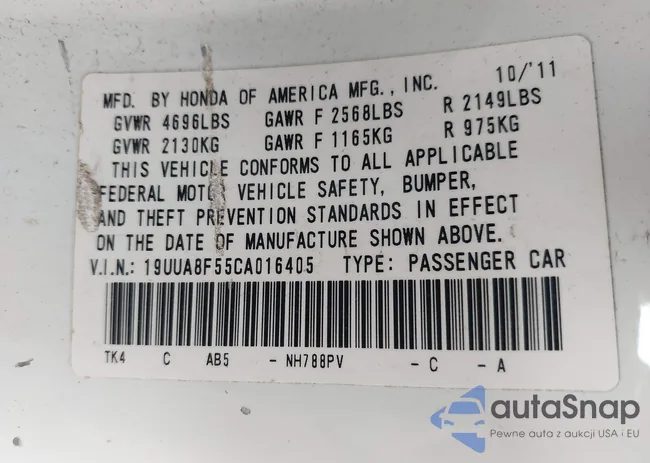 MFD. BY HONDA OF AMERICA MFG., INC. 10/'11
GVWR 4696LBS GAWR F 2568LBS R 2149LBS
GVWR 2130KG GAWR F 1165KG R 975KG
THIS VEHICLE CONFORMS TO ALL APPLICABLE
FEDERAL MOTOR VEHICLE SAFETY, BUMPER,
AND THEFT PREVENTION STANDARDS IN EFFECT
ON THE DATE OF MANUFACTURE SHOWN ABOVE.
V.I.N.: 19UUA8F55CA016405 TYPE: PASSENGER CAR
TK4 C AB5 - NH788PV - C - A
autaSnap
Pewne auta z aukcji USA i EU